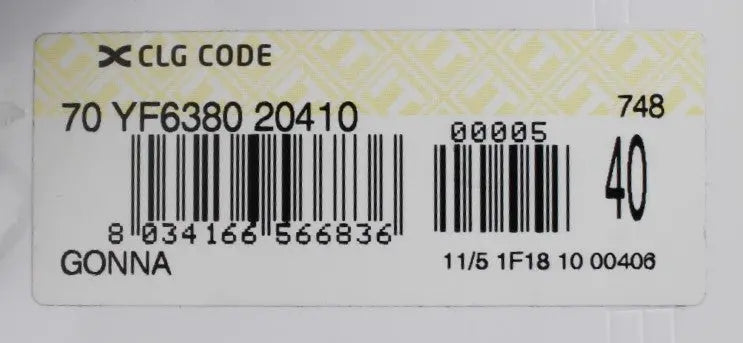 CLG CODE
70 YF6380 20410
748
00005
40
8 034166 566836
GONNA
11/5 1F18 10 00406